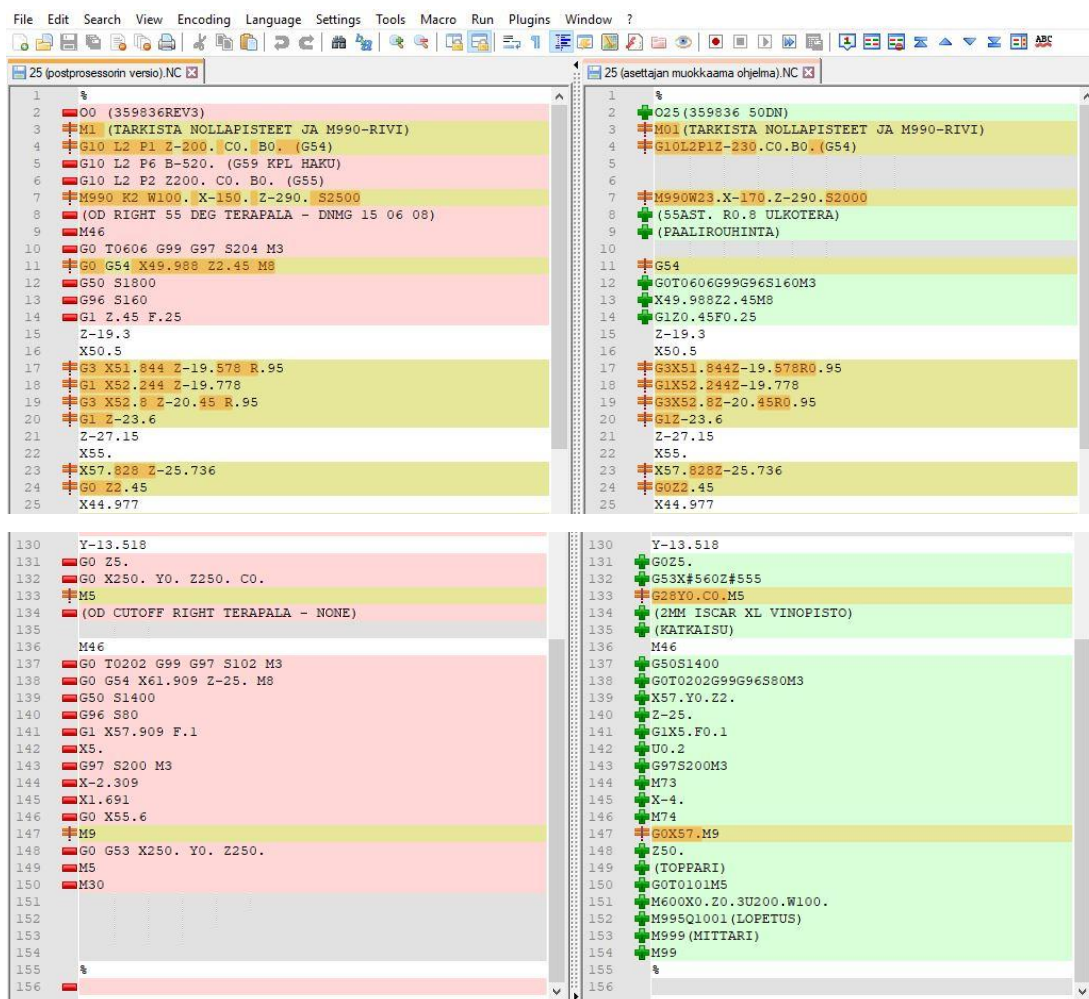 File Edit Search View Encoding Language Settings Tools Macro Run Plugins Window ?
25 (postprosessorin versio).NC
1 %
2 O0 (359836REV3)
3 M1 (TARKISTA NOLLAPISTEET JA M990-RIVI)
4 G10 L2 P1 Z-200. C0. B0. (G54)
5 G10 L2 P6 B-520. (G59 KPL HAKU)
6 G10 L2 P2 Z200. C0. B0. (G55)
7 M990 K2 W100. X-150. Z-290. S2500
8 (OD RIGHT 55 DEG TERAPALA - DNMG 15 06 08)
9 M46
10 G0 T0606 G99 G97 S204 M3
11 G0 G54 X49.988 Z2.45 M8
12 G50 S1800
13 G96 S160
14 G1 Z.45 F.25
15 Z-19.3
16 X50.5
17 G3 X51.844 Z-19.578 R.95
18 G1 X52.244 Z-19.778
19 G3 X52.8 Z-20.45 R.95
20 G1 Z-23.6
21 Z-27.15
22 X55.
23 X57.828 Z-25.736
24 G0 Z2.45
25 X44.977
130 Y-13.518
131 G0 Z5.
132 G0 X250. Y0. Z250. C0.
133 M5
134 (OD CUTOFF RIGHT TERAPALA - NONE)
135
136 M46
137 G0 T0202 G99 G97 S102 M3
138 G0 G54 X61.909 Z-25. M8
139 G50 S1400
140 G96 S80
141 G1 X57.909 F.1
142 X5.
143 G97 S200 M3
144 X-2.309
145 X1.691
146 G0 X55.6
147 M9
148 G0 G53 X250. Y0. Z250.
149 M5
150 M30
151
152
153
154
155 %
156
25 (asettajan muokkaama ohjelma).NC
1 %
2 O25(359836 50DN)
3 M01(TARKISTA NOLLAPISTEET JA M990-RIVI)
4 G10L2P1Z-230.C0.B0.(G54)
5
6
7 M990W23.X-170.Z-290.S2000
8 (55AST. R0.8 ULKOTERA)
9 (PAALIROUHINTA)
10
11 G54
12 G0T0606G99G96S160M3
13 X49.988Z2.45M8
14 G1Z0.45F0.25
15 Z-19.3
16 X50.5
17 G3X51.844Z-19.578R0.95
18 G1X52.244Z-19.778
19 G3X52.8Z-20.45R0.95
20 G1Z-23.6
21 Z-27.15
22 X55.
23 X57.828Z-25.736
24 G0Z2.45
25 X44.977
130 Y-13.518
131 G0Z5.
132 G53X#560Z#555
133 G28Y0.C0.M5
134 (2MM ISCAR XL VINOPISTO)
135 (KATKAISU)
136 M46
137 G50S1400
138 G0T0202G99G96S80M3
139 X57.Y0.Z2.
140 Z-25.
141 G1X5.F0.1
142 U0.2
143 G97S200M3
144 M73
145 X-4.
146 M74
147 G0X57.M9
148 Z50.
149 (TOPPARI)
150 G0T0101M5
151 M600X0.Z0.3U200.W100.
152 M995Q1001(LOPETUS)
153 M999(MITTARI)
154 M99
155 %
156